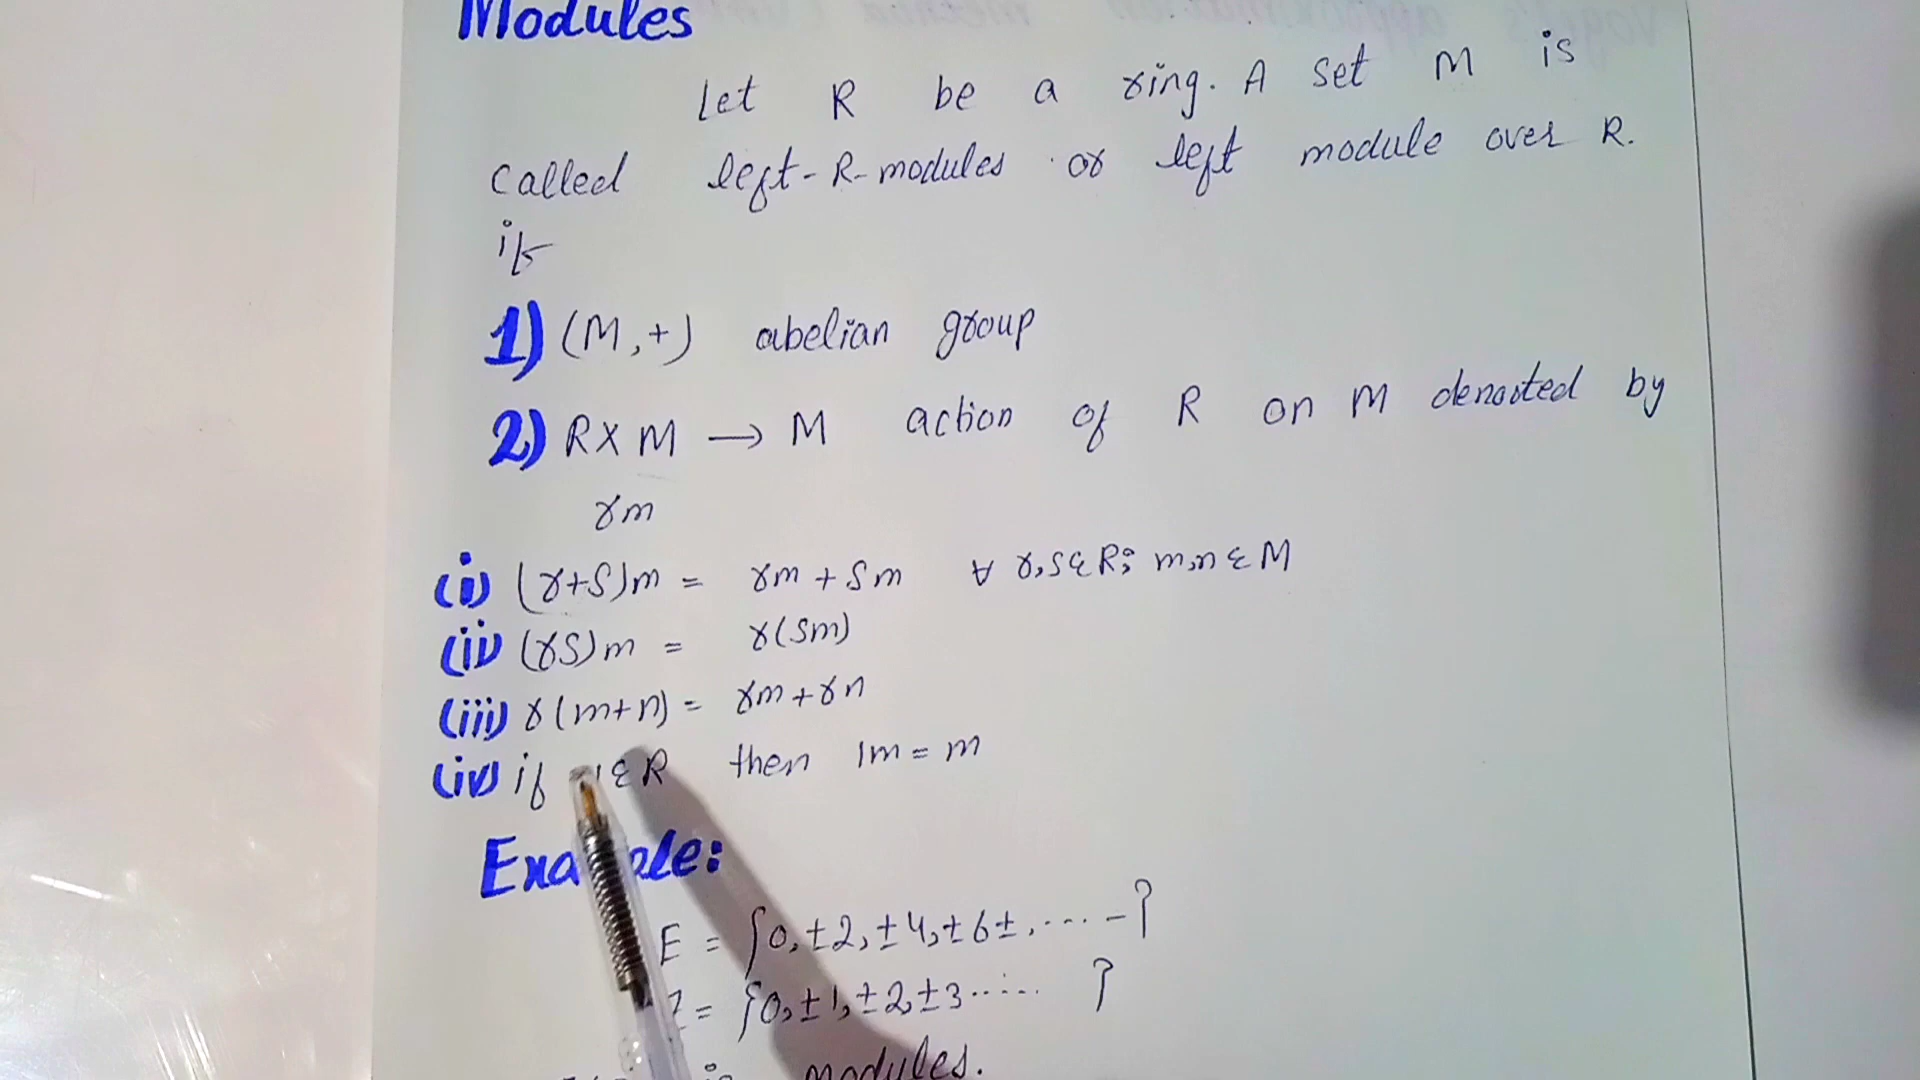 Modules
Let R be a ring. A set M is
called left-R-modules or left module over R.
if
1) (M,+) abelian group
2) R×M → M action of R on M denoted by
rm
(i) (r+s)m = rm + sm ∀ r,s∈R; m,n∈M
(ii) (rs)m = r(sm)
(iii) r(m+n) = rm + rn
(iv) if 1∈R then 1m = m
E = {0,±2,±4,±6±,.....-}
= {0,±1,±2,±3......}
modules.